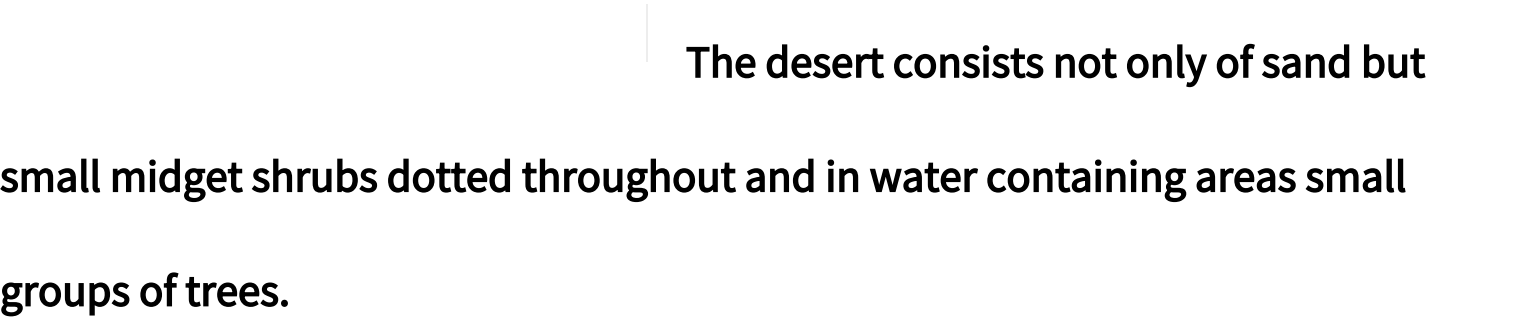 The desert consists not only of sand but
small midget shrubs dotted throughout and in water containing areas small
groups of trees.